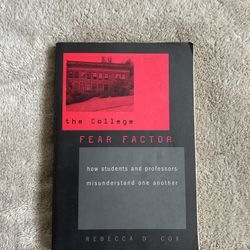 the College
FEAR FACTOR
how students and professors
misunderstand one another
REBECCA D. COX